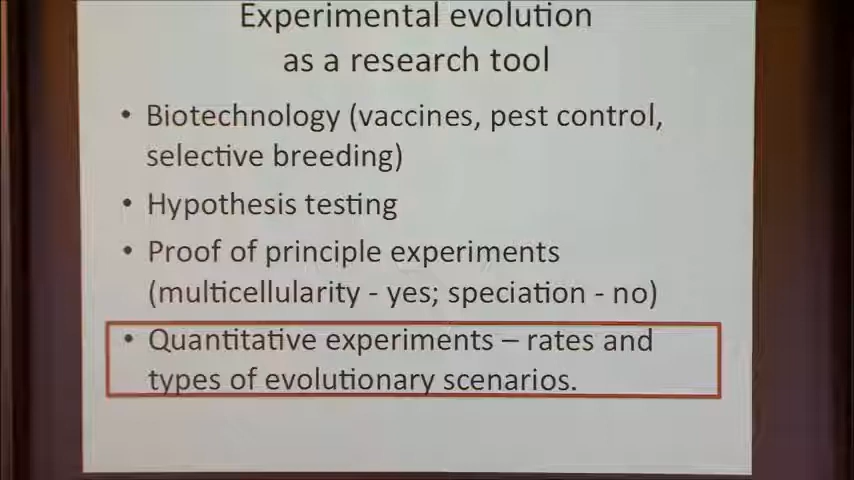 Experimental evolution
as a research tool
• Biotechnology (vaccines, pest control,
selective breeding)
• Hypothesis testing
• Proof of principle experiments
(multicellularity - yes; speciation - no)
• Quantitative experiments – rates and
types of evolutionary scenarios.